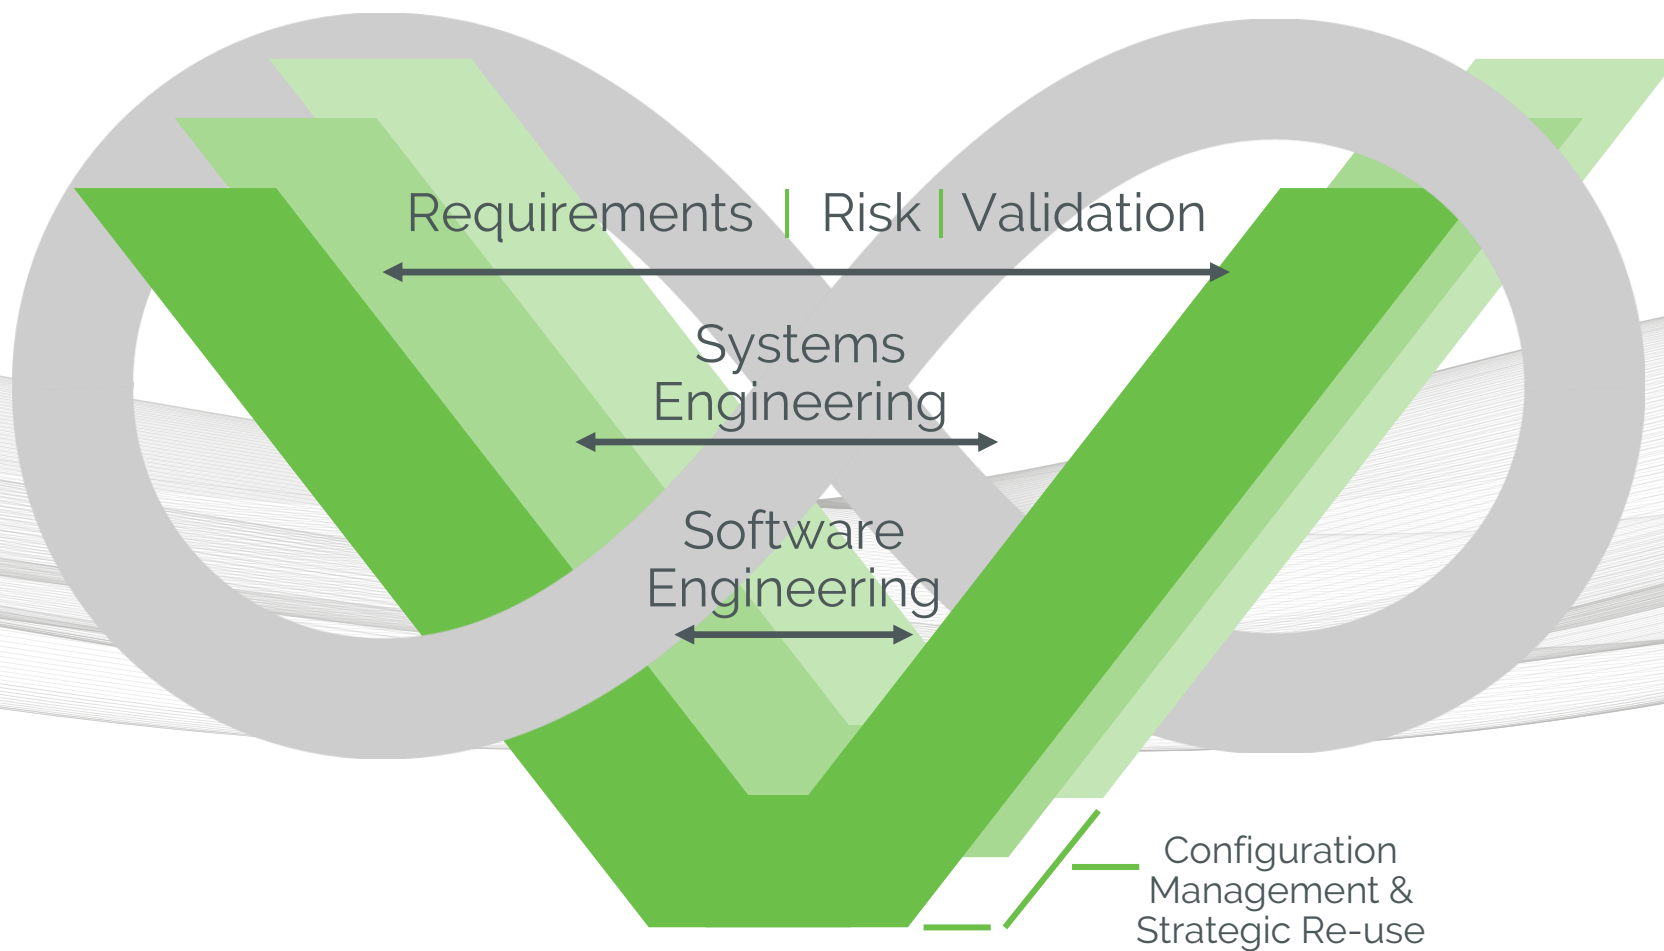 Requirements | Risk | Validation
Systems
Engineering
Software
Engineering
Configuration
Management &
Strategic Re-use